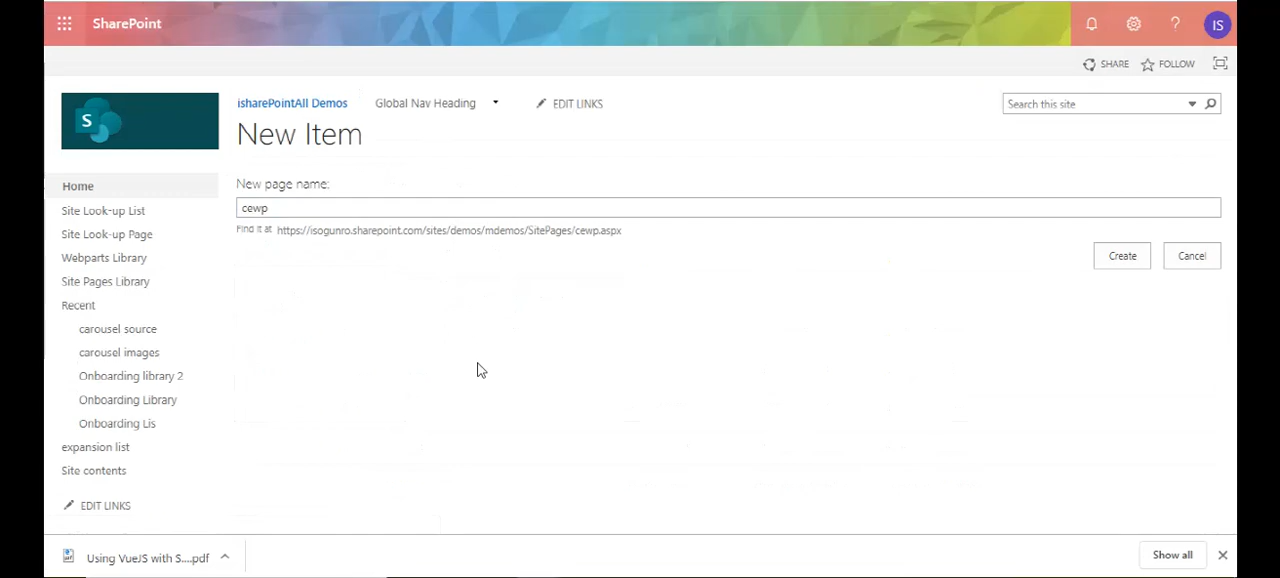 SharePoint
IS
SHARE FOLLOW
S
isharePointAll Demos Global Nav Heading EDIT LINKS
Search this site
New Item
Home
Site Look-up List
Site Look-up Page
Webparts Library
Site Pages Library
Recent
carousel source
carousel images
Onboarding library 2
Onboarding Library
Onboarding Lis
expansion list
Site contents
EDIT LINKS
New page name:
cewp
Find it at https://isogunro.sharepoint.com/sites/demos/mdemos/SitePages/cewp.aspx
Create Cancel
Using VueJS with S....pdf
Show all